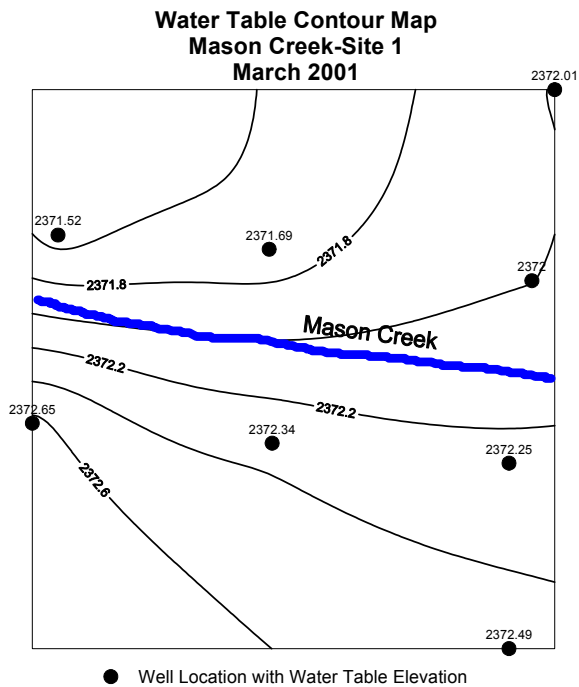 Water Table Contour Map
Mason Creek-Site 1
March 2001
2372.01
2371.52
2371.69
2371.8
2372
2371.8
Mason Creek
2372.2
2372.2
2372.65
2372.34
2372.25
2372.6
2372.49
Well Location with Water Table Elevation